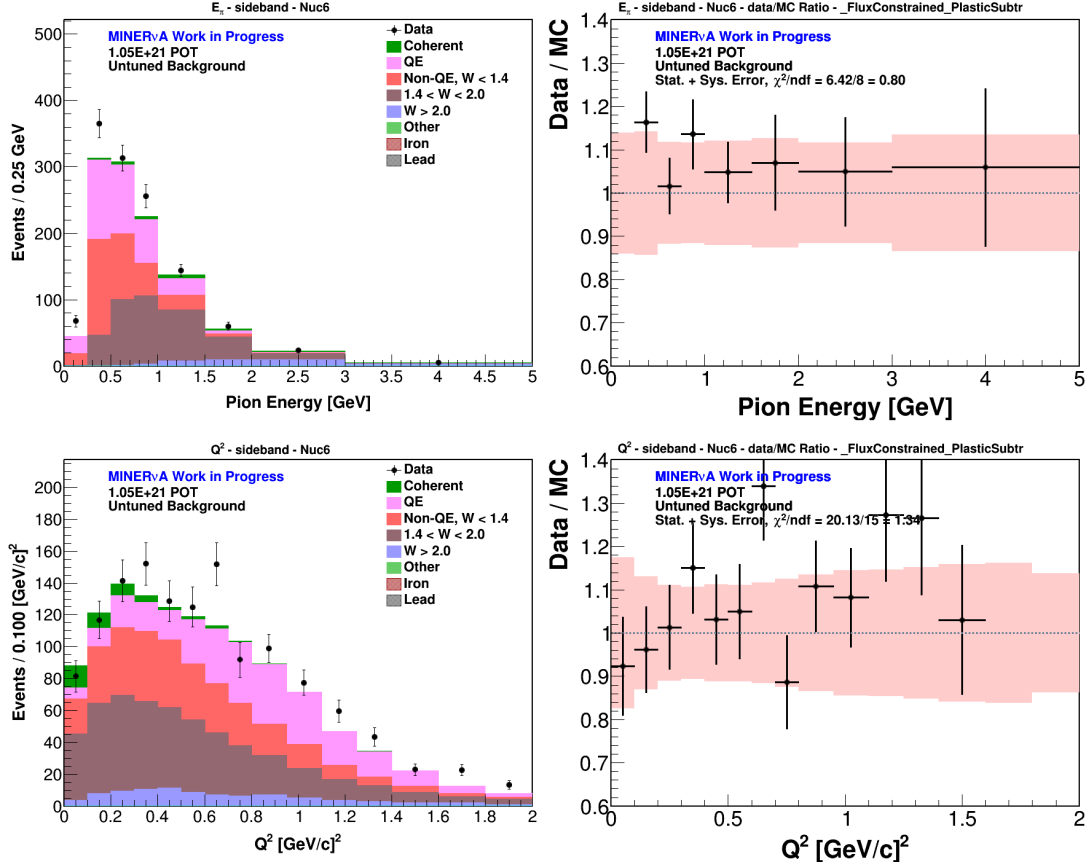 E_π - sideband - Nuc6
MINERνA Work in Progress
1.05E+21 POT
Untuned Background
Data
Coherent
QE
Non-QE, W < 1.4
1.4 < W < 2.0
W > 2.0
Other
Iron
Lead
Events / 0.25 GeV
500
400
300
200
100
0
0 0.5 1 1.5 2 2.5 3 3.5 4 4.5 5
Pion Energy [GeV]
E_π - sideband - Nuc6 - data/MC Ratio - _FluxConstrained_PlasticSubtr
MINERνA Work in Progress
1.05E+21 POT
Untuned Background
Stat. + Sys. Error, χ²/ndf = 6.42/8 = 0.80
Data / MC
1.4
1.3
1.2
1.1
1
0.9
0.8
0.7
0.6
0 1 2 3 4 5
Pion Energy [GeV]
Q² - sideband - Nuc6
MINERνA Work in Progress
1.05E+21 POT
Untuned Background
Data
Coherent
QE
Non-QE, W < 1.4
1.4 < W < 2.0
W > 2.0
Other
Iron
Lead
Events / 0.100 [GeV/c]²
200
180
160
140
120
100
80
60
40
20
0
0 0.2 0.4 0.6 0.8 1 1.2 1.4 1.6 1.8 2
Q² [GeV/c]²
Q² - sideband - Nuc6 - data/MC Ratio - _FluxConstrained_PlasticSubtr
MINERνA Work in Progress
1.05E+21 POT
Untuned Background
Stat. + Sys. Error, χ²/ndf = 20.13/15 = 1.34
Data / MC
1.4
1.3
1.2
1.1
1
0.9
0.8
0.7
0.6
0 0.5 1 1.5 2
Q² [GeV/c]²